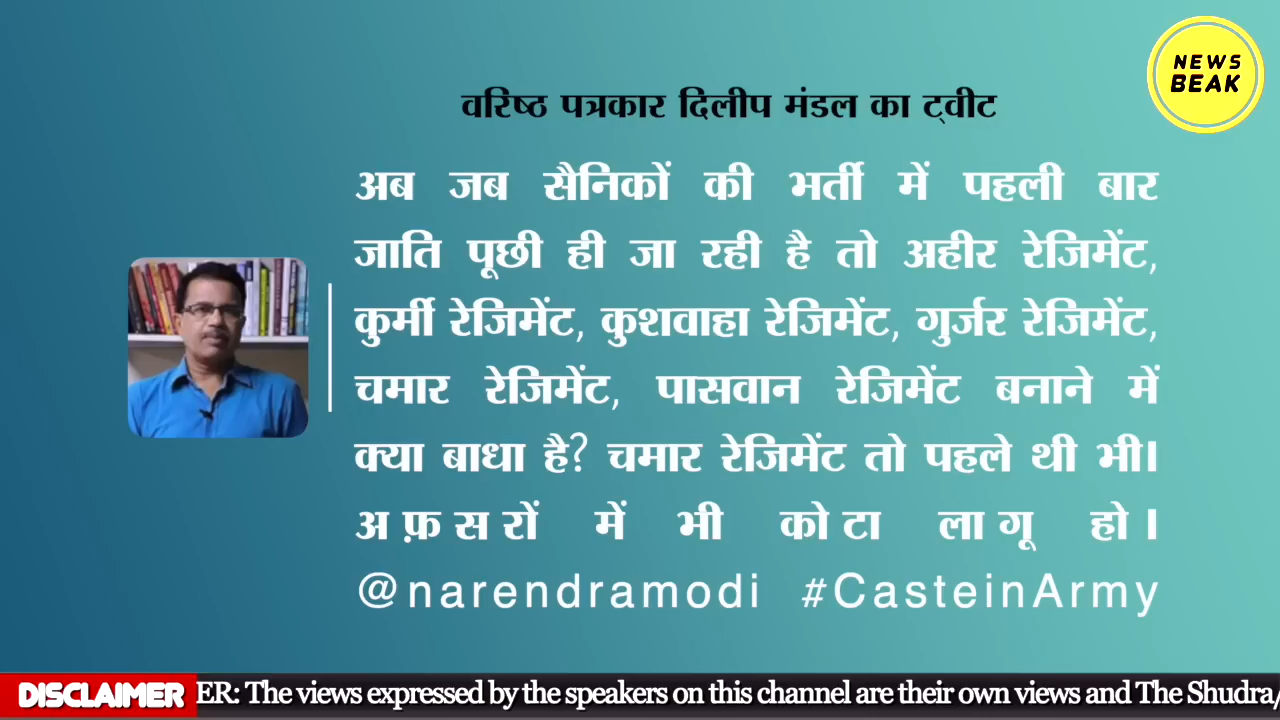 NEWS
BEAK
वरिष्ठ पत्रकार दिलीप मंडल का ट्वीट
अब जब सैनिकों की भर्ती में पहली बार
जाति पूछी ही जा रही है तो अहीर रेजिमेंट,
कुर्मी रेजिमेंट, कुशवाहा रेजिमेंट, गुर्जर रेजिमेंट,
चमार रेजिमेंट, पासवान रेजिमेंट बनाने में
क्या बाधा है? चमार रेजिमेंट तो पहले थी भी।
अफ़सरों में भी कोटा लागू हो।
@narendramodi #CasteinArmy
DISCLAIMER ER: The views expressed by the speakers on this channel are their own views and The Shudra/